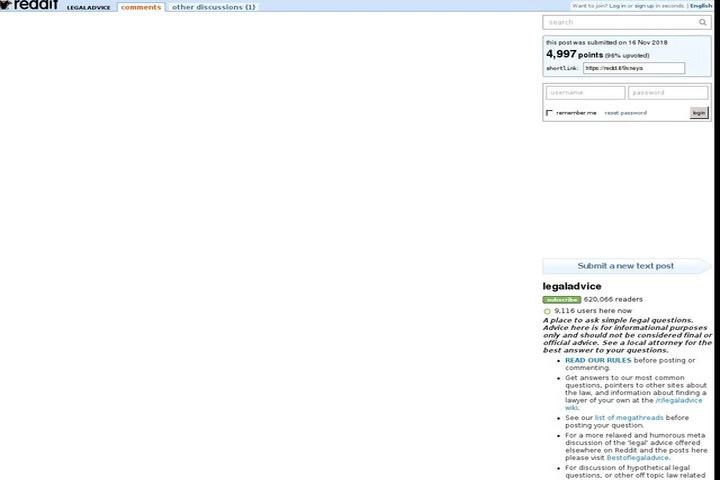 reddit LEGALADVICE comments other discussions (1) Want to join? Log in or sign up in seconds. | English
search
this post was submitted on 16 Nov 2018
4,997 points (96% upvoted)
shortlink:
username password
remember me reset password login
Submit a new text post
legaladvice
subscribe 620,066 readers
9,116 users here now
A place to ask simple legal questions.
Advice here is for informational purposes
only and should not be considered final or
official advice. See a local attorney for the
best answer to your questions.
• READ OUR RULES before posting or
commenting.
• Get answers to our most common
questions, pointers to other sites about
the law, and information about finding a
lawyer of your own at the /r/legaladvice
wiki.
• See our list of megathreads before
posting your question.
• For a more relaxed and humorous meta
discussion of the 'legal' advice offered
elsewhere on Reddit and the posts here
please visit Bestoflegaladvice.
• For discussion of hypothetical legal
questions, or other off topic law related